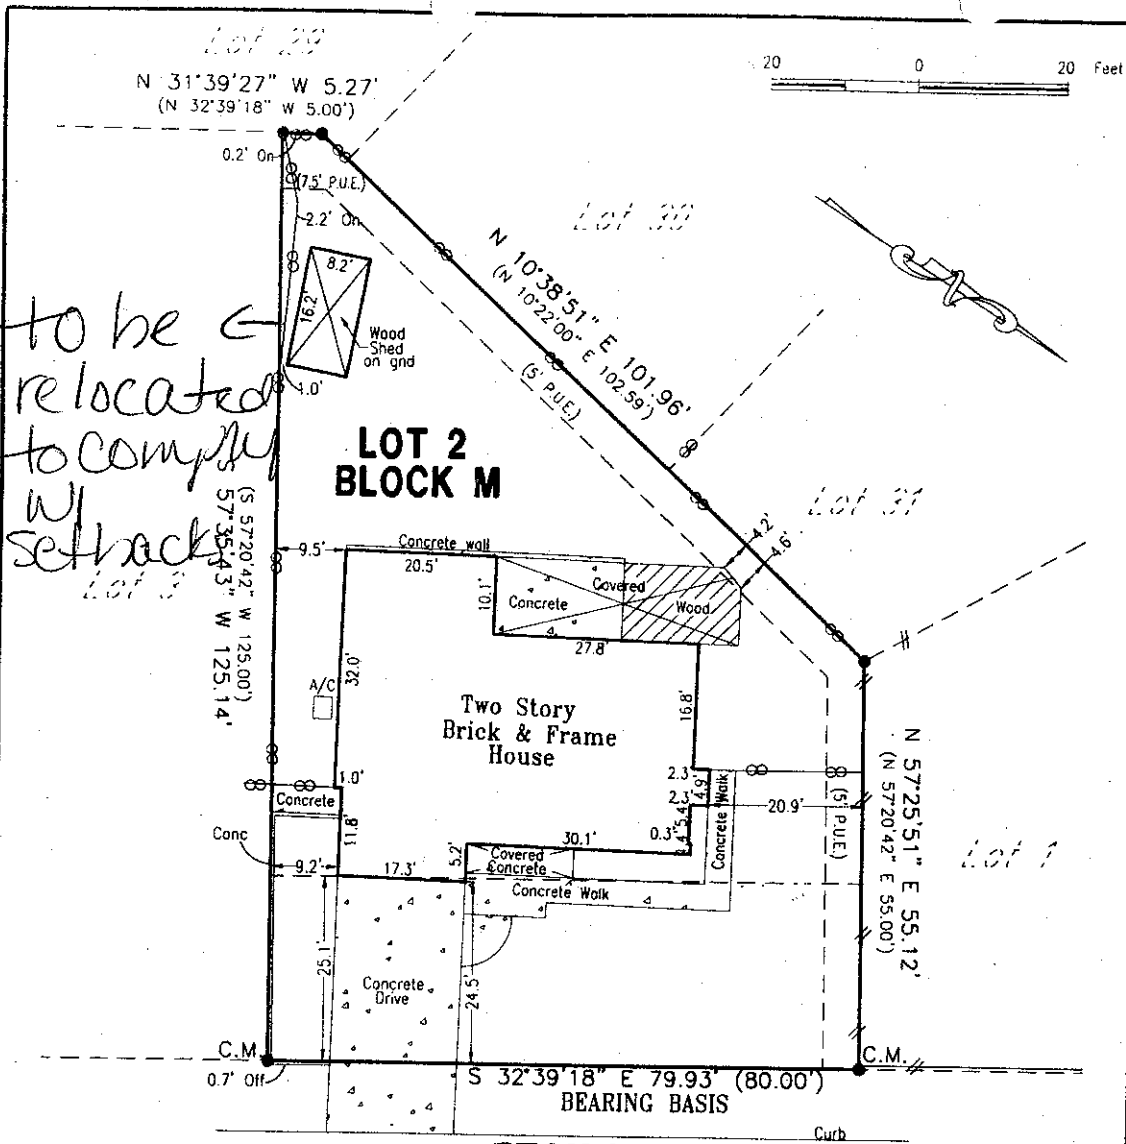 Lot 29
N 31°39'27" W 5.27'
(N 32°39'18" W 5.00')
20 0 20 Feet
0.2' On
(7.5' P.U.E.)
2.2' On
Lot 30
8.2'
16.2'
Wood
Shed
on gnd
1.0'
N 10°38'51" E 101.96'
(N 10°22'00" E 102.59')
(5' P.U.E.)
to be
relocated
to comply
w/
setbacks
LOT 2
BLOCK M
Lot 31
Lot 3
(S 57°20'42" W 125.00')
S 57°35'43" W 125.14'
4.2'
4.6'
9.5'
Concrete wall
20.5'
10.1'
Covered
Concrete
Wood
27.8'
32.0'
A/C
Two Story
Brick & Frame
House
16.8'
2.3'
4.9'
2.3'
5.4'
0.3'
4.4'
Concrete Walk
20.9'
(5' P.U.E.)
N 57°25'51" E 55.12'
(N 57°20'42" E 55.00')
Lot 1
1.0'
Concrete
Conc
11.8'
9.2'
17.3'
5.2'
30.1'
Covered
Concrete
Concrete Walk
25.1'
Concrete
Drive
24.5'
C.M.
C.M.
0.7' Off
S 32°39'18" E 79.93' (80.00')
BEARING BASIS
Curb